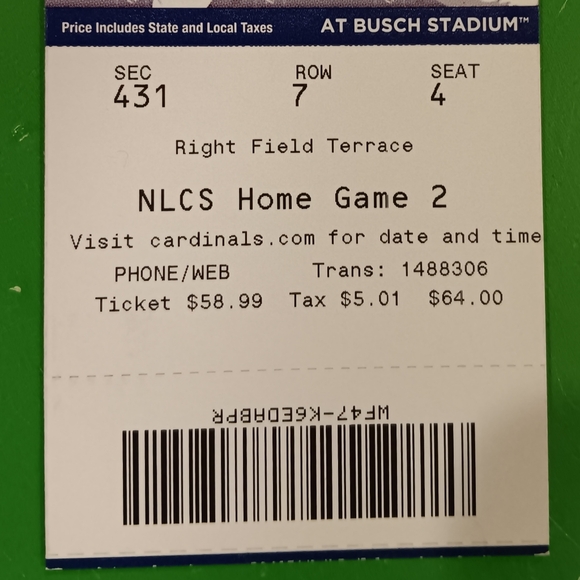 Price Includes State and Local Taxes AT BUSCH STADIUM™
SEC ROW SEAT
431 7 4
Right Field Terrace
NLCS Home Game 2
Visit cardinals.com for date and time
PHONE/WEB Trans: 1488306
Ticket $58.99 Tax $5.01 $64.00
WF47-K6EDABPR